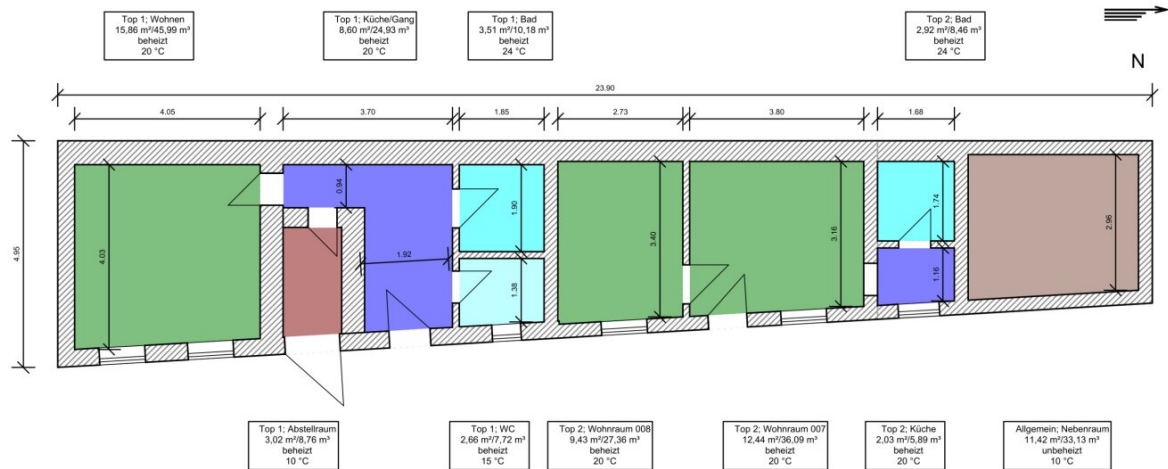 Top 1; Wohnen
15,86 m²/45,99 m³
beheizt
20 °C
Top 1; Küche/Gang
8,60 m²/24,93 m³
beheizt
20 °C
Top 1; Bad
3,51 m²/10,18 m³
beheizt
24 °C
Top 2; Bad
2,92 m²/8,46 m³
beheizt
24 °C
N
23.90
4.05
3.70
1.85
2.73
3.80
1.68
4.95
4.03
0.94
1.92
1.90
1.38
3.40
3.16
1.74
1.16
2.96
Top 1; Abstellraum
3,02 m²/8,76 m³
beheizt
10 °C
Top 1; WC
2,66 m²/7,72 m³
beheizt
15 °C
Top 2; Wohnraum 008
9,43 m²/27,36 m³
beheizt
20 °C
Top 2; Wohnraum 007
12,44 m²/36,09 m³
beheizt
20 °C
Top 2; Küche
2,03 m²/5,89 m³
beheizt
20 °C
Allgemein; Nebenraum
11,42 m²/33,13 m³
unbeheizt
10 °C